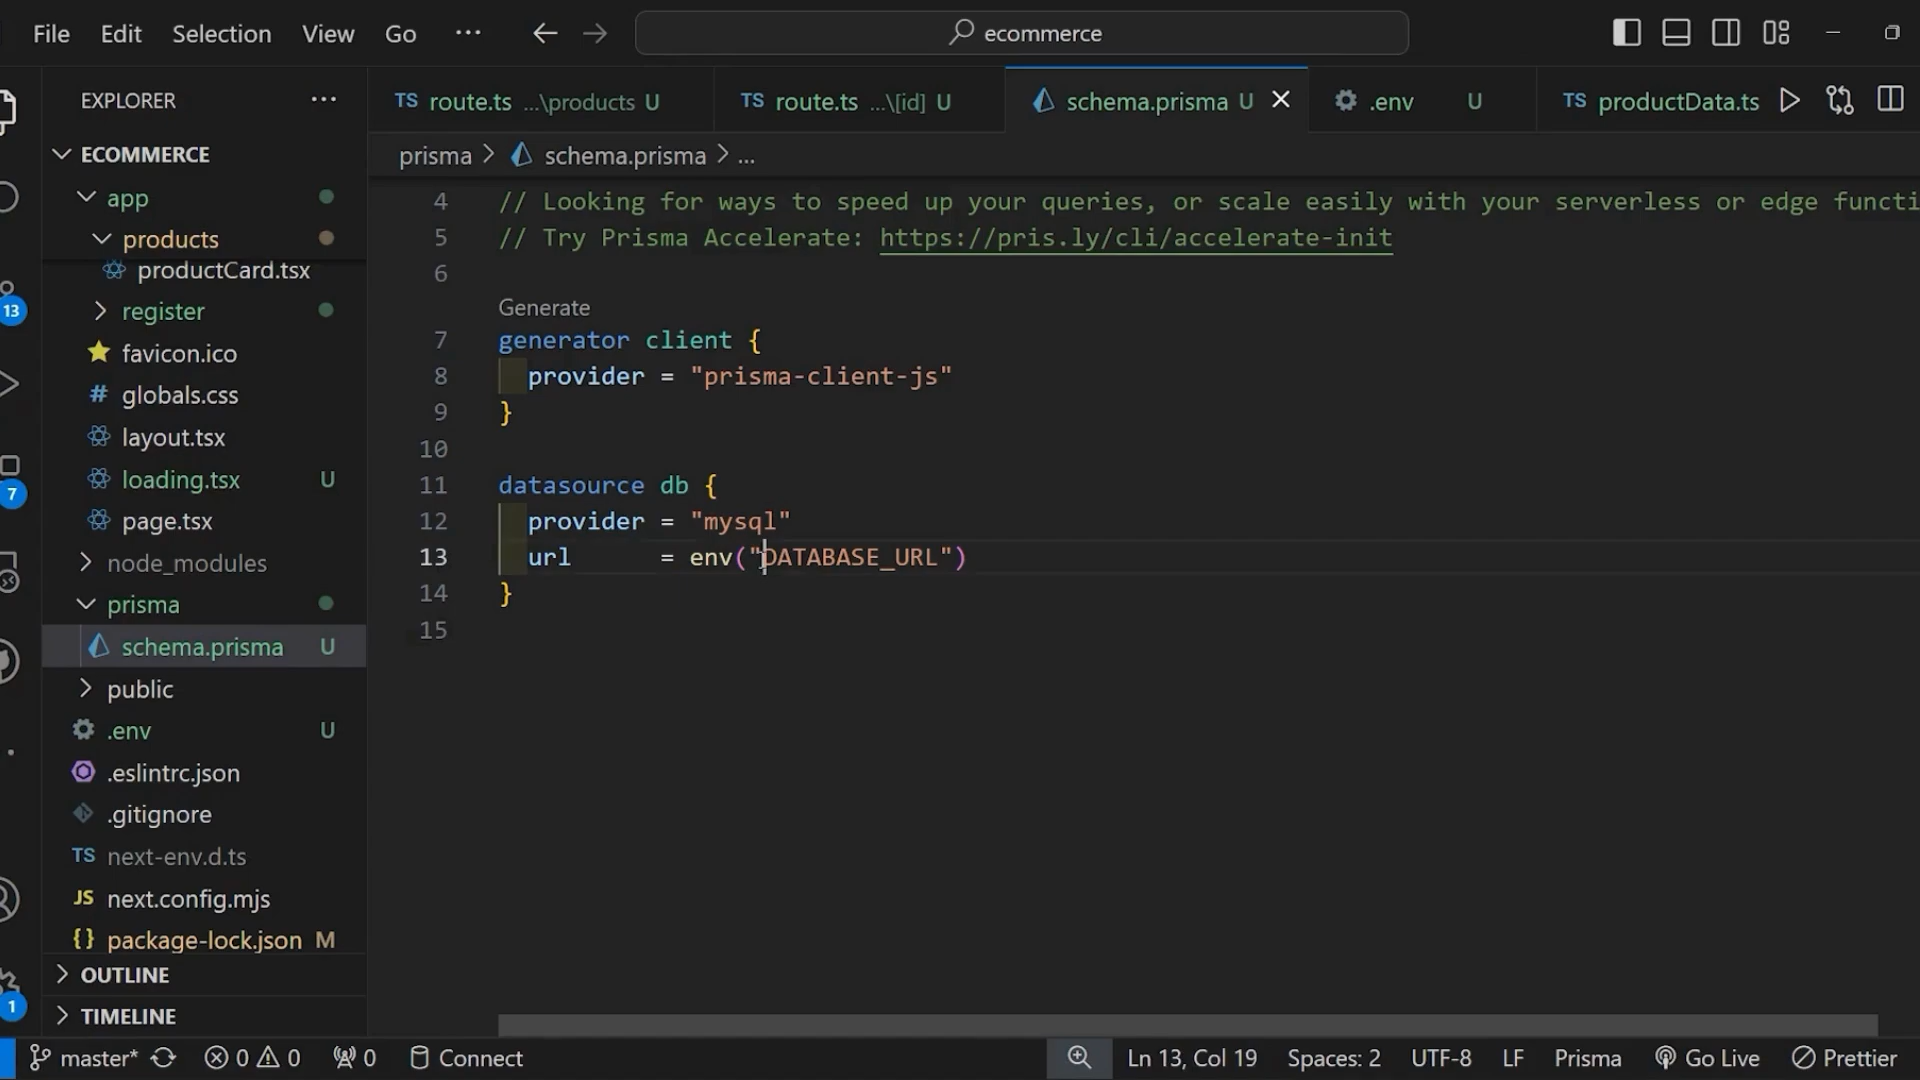 File Edit Selection View Go ··· ecommerce
EXPLORER ···
TS route.ts ...\products U TS route.ts ...\[id] U schema.prisma U .env U TS productData.ts
ECOMMERCE
prisma > schema.prisma > ...
app
products
productCard.tsx
register
favicon.ico
# globals.css
layout.tsx
loading.tsx U
page.tsx
node_modules
prisma
schema.prisma U
public
.env U
.eslintrc.json
.gitignore
TS next-env.d.ts
JS next.config.mjs
{} package-lock.json M
OUTLINE
TIMELINE
13
7
1
4 // Looking for ways to speed up your queries, or scale easily with your serverless or edge functi
5 // Try Prisma Accelerate: https://pris.ly/cli/accelerate-init
6
Generate
7 generator client {
8 provider = "prisma-client-js"
9 }
10
11 datasource db {
12 provider = "mysql"
13 url = env("DATABASE_URL")
14 }
15
master* 0 0 0 Connect Ln 13, Col 19 Spaces: 2 UTF-8 LF Prisma Go Live Prettier